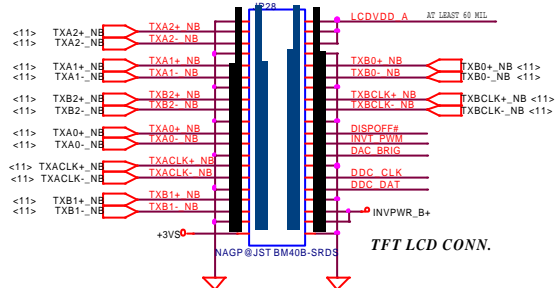 JP28
LCDVDD_A AT LEAST 60 MIL
<11> TXA2+_NB TXA2+_NB
<11> TXA2-_NB TXA2-_NB
<11> TXA1+_NB TXA1+_NB TXB0+_NB TXB0+_NB <11>
<11> TXA1-_NB TXA1-_NB TXB0-_NB TXB0-_NB <11>
<11> TXB2+_NB TXB2+_NB TXBCLK+_NB TXBCLK+_NB <11>
<11> TXB2-_NB TXB2-_NB TXBCLK-_NB TXBCLK-_NB <11>
<11> TXA0+_NB TXA0+_NB DISPOFF#
<11> TXA0-_NB TXA0-_NB INVT_PWM
DAC_BRIG
<11> TXACLK+_NB TXACLK+_NB
<11> TXACLK-_NB TXACLK-_NB DDC_CLK
DDC_DAT
<11> TXB1+_NB TXB1+_NB
<11> TXB1-_NB TXB1-_NB INVPWR_B+
+3VS
NAGP@JST BM40B-SRDS
TFT LCD CONN.